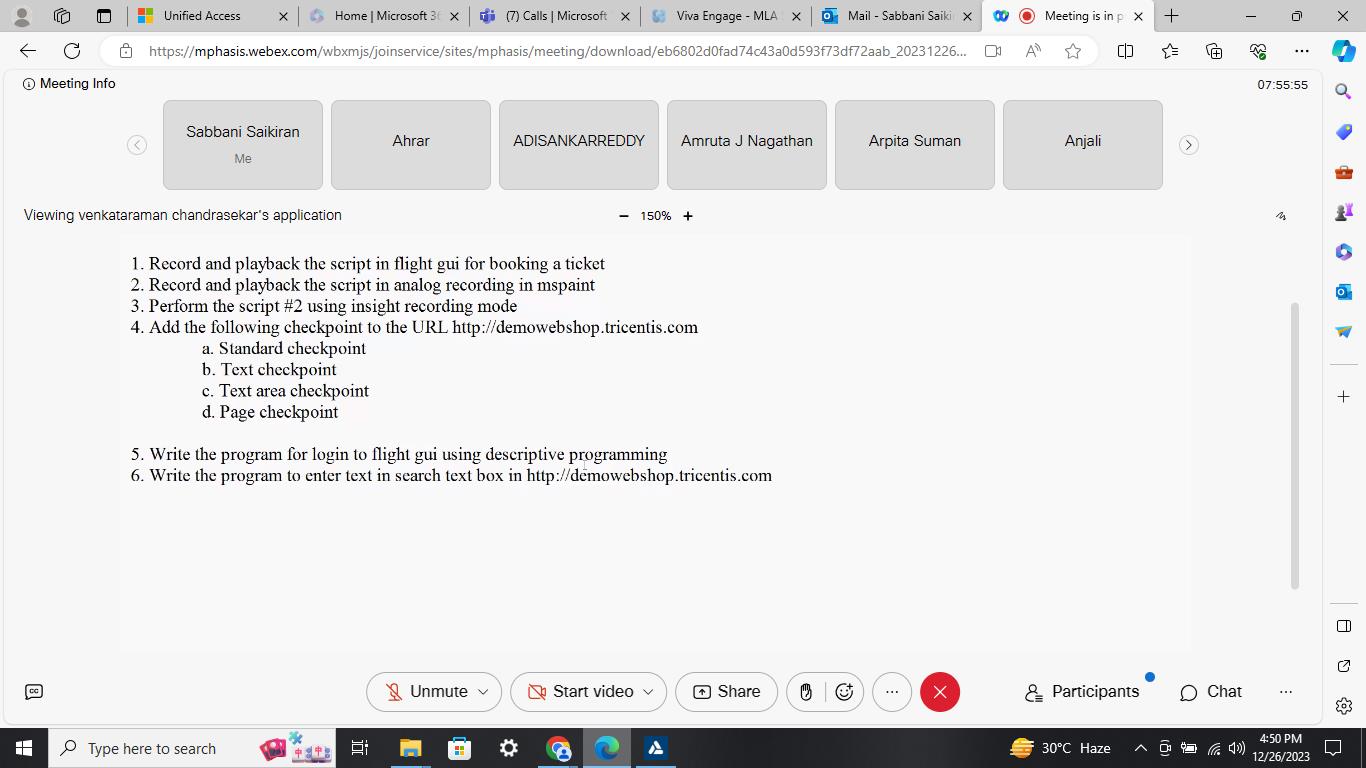 Unified Access
Home | Microsoft 36
(7) Calls | Microsoft
Viva Engage - MLA
Mail - Sabbani Saiki
Meeting is in p
https://mphasis.webex.com/wbxmjs/joinservice/sites/mphasis/meeting/download/eb6802d0fad74c43a0d593f73df72aab_20231226...
Meeting Info
07:55:55
Sabbani Saikiran
Me
Ahrar
ADISANKARREDDY
Amruta J Nagathan
Arpita Suman
Anjali
Viewing venkataraman chandrasekar's application
− 150% +
1. Record and playback the script in flight gui for booking a ticket
2. Record and playback the script in analog recording in mspaint
3. Perform the script #2 using insight recording mode
4. Add the following checkpoint to the URL http://demowebshop.tricentis.com
a. Standard checkpoint
b. Text checkpoint
c. Text area checkpoint
d. Page checkpoint
5. Write the program for login to flight gui using descriptive programming
6. Write the program to enter text in search text box in http://demowebshop.tricentis.com
CC
Unmute
Start video
Share
Participants
Chat
Type here to search
30°C Haze
4:50 PM
12/26/2023